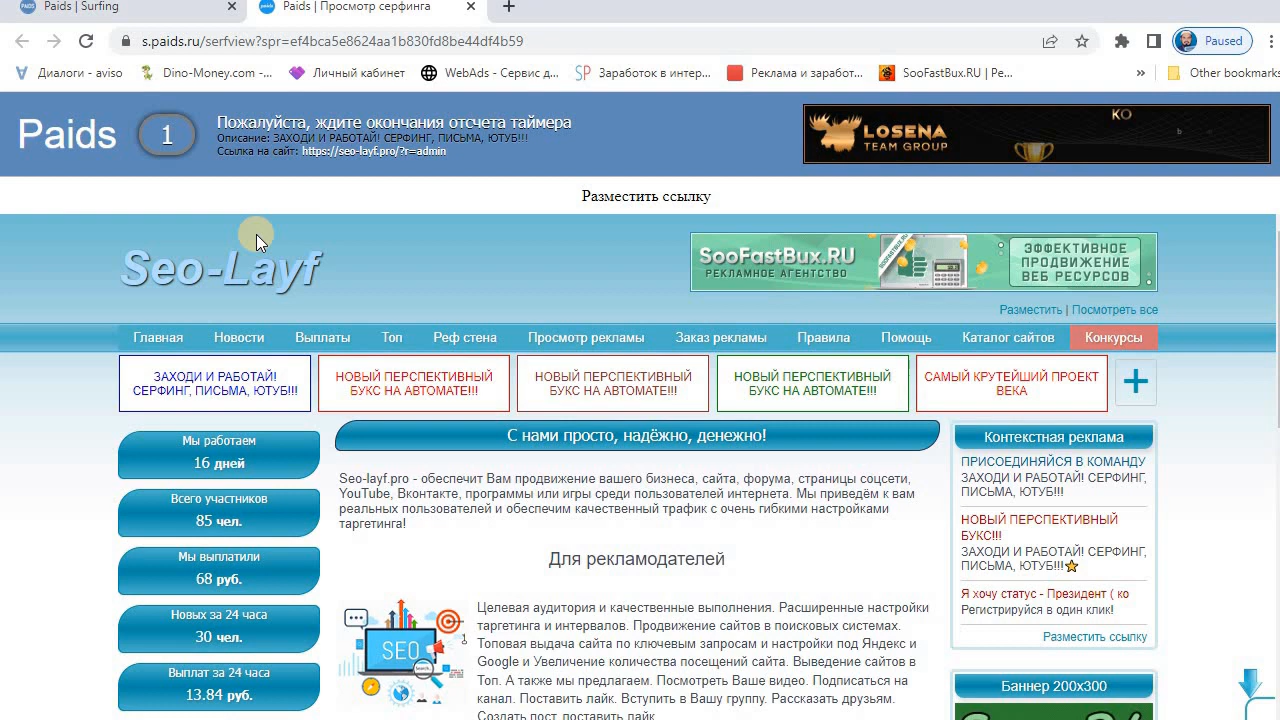 Paids | Surfing
Paids | Просмотр серфинга
s.paids.ru/serfview?spr=ef4bca5e8624aa1b830fd8be44df4b59
Paused
Диалоги - aviso
Dino-Money.com -...
Личный кабинет
WebAds - Сервис д...
Заработок в интер...
Реклама и заработ...
SooFastBux.RU | Ре...
Other bookmarks
Paids
1
Пожалуйста, ждите окончания отсчета таймера
Описание: ЗАХОДИ И РАБОТАЙ! СЕРФИНГ, ПИСЬМА, ЮТУБ!!!
Ссылка на сайт: https://seo-layf.pro/?r=admin
LOSENA
TEAM GROUP
KO
Разместить ссылку
Seo-Layf
SooFastBux.RU
РЕКЛАМНОЕ АГЕНТСТВО
ЭФФЕКТИВНОЕ
ПРОДВИЖЕНИЕ
ВЕБ РЕСУРСОВ
Разместить | Посмотреть все
Главная
Новости
Выплаты
Топ
Реф стена
Просмотр рекламы
Заказ рекламы
Правила
Помощь
Каталог сайтов
Конкурсы
ЗАХОДИ И РАБОТАЙ!
СЕРФИНГ, ПИСЬМА, ЮТУБ!!!
НОВЫЙ ПЕРСПЕКТИВНЫЙ
БУКС НА АВТОМАТЕ!!!
НОВЫЙ ПЕРСПЕКТИВНЫЙ
БУКС НА АВТОМАТЕ!!!
НОВЫЙ ПЕРСПЕКТИВНЫЙ
БУКС НА АВТОМАТЕ!!!
САМЫЙ КРУТЕЙШИЙ ПРОЕКТ
ВЕКА
Мы работаем
16 дней
Всего участников
85 чел.
Мы выплатили
68 руб.
Новых за 24 часа
30 чел.
Выплат за 24 часа
13.84 руб.
С нами просто, надёжно, денежно!
Seo-layf.pro - обеспечит Вам продвижение вашего бизнеса, сайта, форума, страницы соцсети,
YouTube, Вконтакте, программы или игры среди пользователей интернета. Мы приведём к вам
реальных пользователей и обеспечим качественный трафик с очень гибкими настройками
таргетинга!
Для рекламодателей
SEO
Целевая аудитория и качественные выполнения. Расширенные настройки
таргетинга и интервалов. Продвижение сайтов в поисковых системах.
Топовая выдача сайта по ключевым запросам и настройки под Яндекс и
Google и Увеличение количества посещений сайта. Выведение сайтов в
Топ. А также мы предлагаем. Посмотреть Ваше видео. Подписаться на
канал. Поставить лайк. Вступить в Вашу группу. Рассказать друзьям.
Создать пост, поставить лайк
Контекстная реклама
ПРИСОЕДИНЯЙСЯ В КОМАНДУ
ЗАХОДИ И РАБОТАЙ! СЕРФИНГ,
ПИСЬМА, ЮТУБ!!!
НОВЫЙ ПЕРСПЕКТИВНЫЙ
БУКС!!!
ЗАХОДИ И РАБОТАЙ! СЕРФИНГ,
ПИСЬМА, ЮТУБ!!!
Я хочу статус - Президент ( ко
Регистрируйся в один клик!
Разместить ссылку
Баннер 200x300